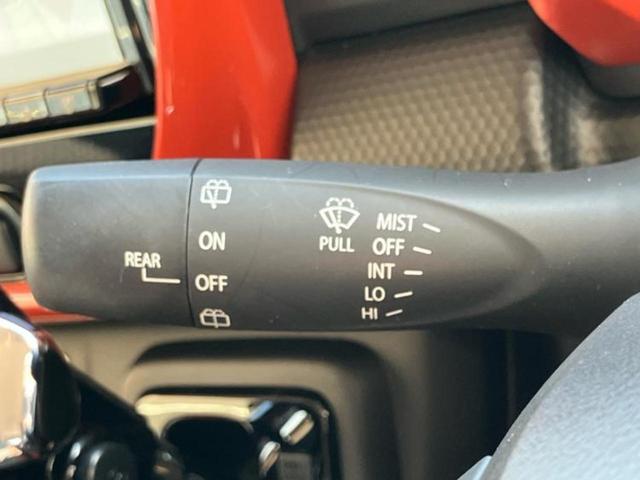 REAR
ON
OFF
PULL
MIST
OFF
INT
LO
HI